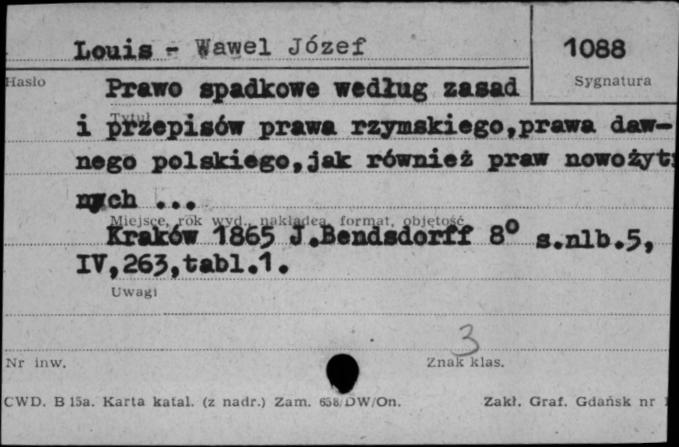 Louis - Wawel Józef
1088
Hasło
Sygnatura
Prawo spadkowe według zasad
Tytuł
i przepisów prawa rzymskiego,prawa daw-
nego polskiego,jak również praw nowożyt
nych ...
Miejsce, rok wyd., nakładca, format, objętość
Kraków 1865 J.Bendsdorff 8° s.nlb.5,
IV,263,tabl.1.
Uwagi
3
Nr inw.
Znak klas.
CWD. B 15a. Karta katal. (z nadr.) Zam. 658/DW/On.
Zakł. Graf. Gdańsk nr